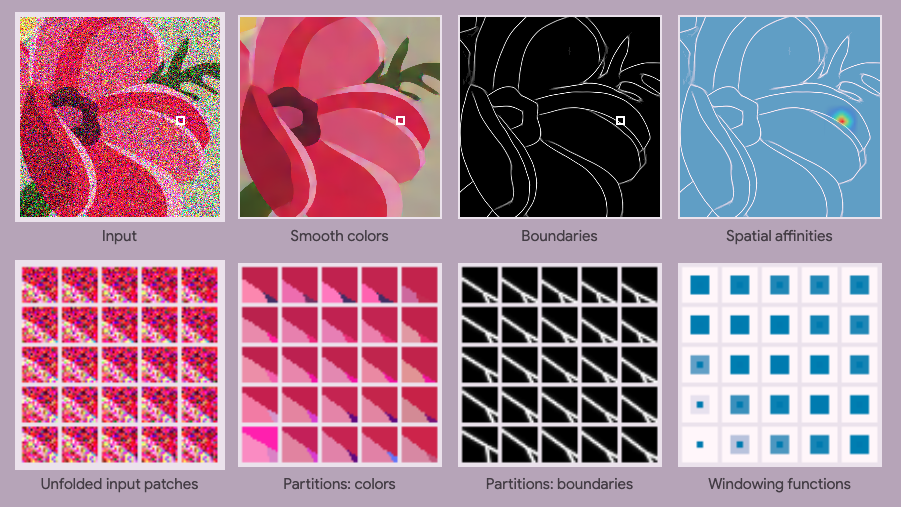 Input
Smooth colors
Boundaries
Spatial affinities
Unfolded input patches
Partitions: colors
Partitions: boundaries
Windowing functions